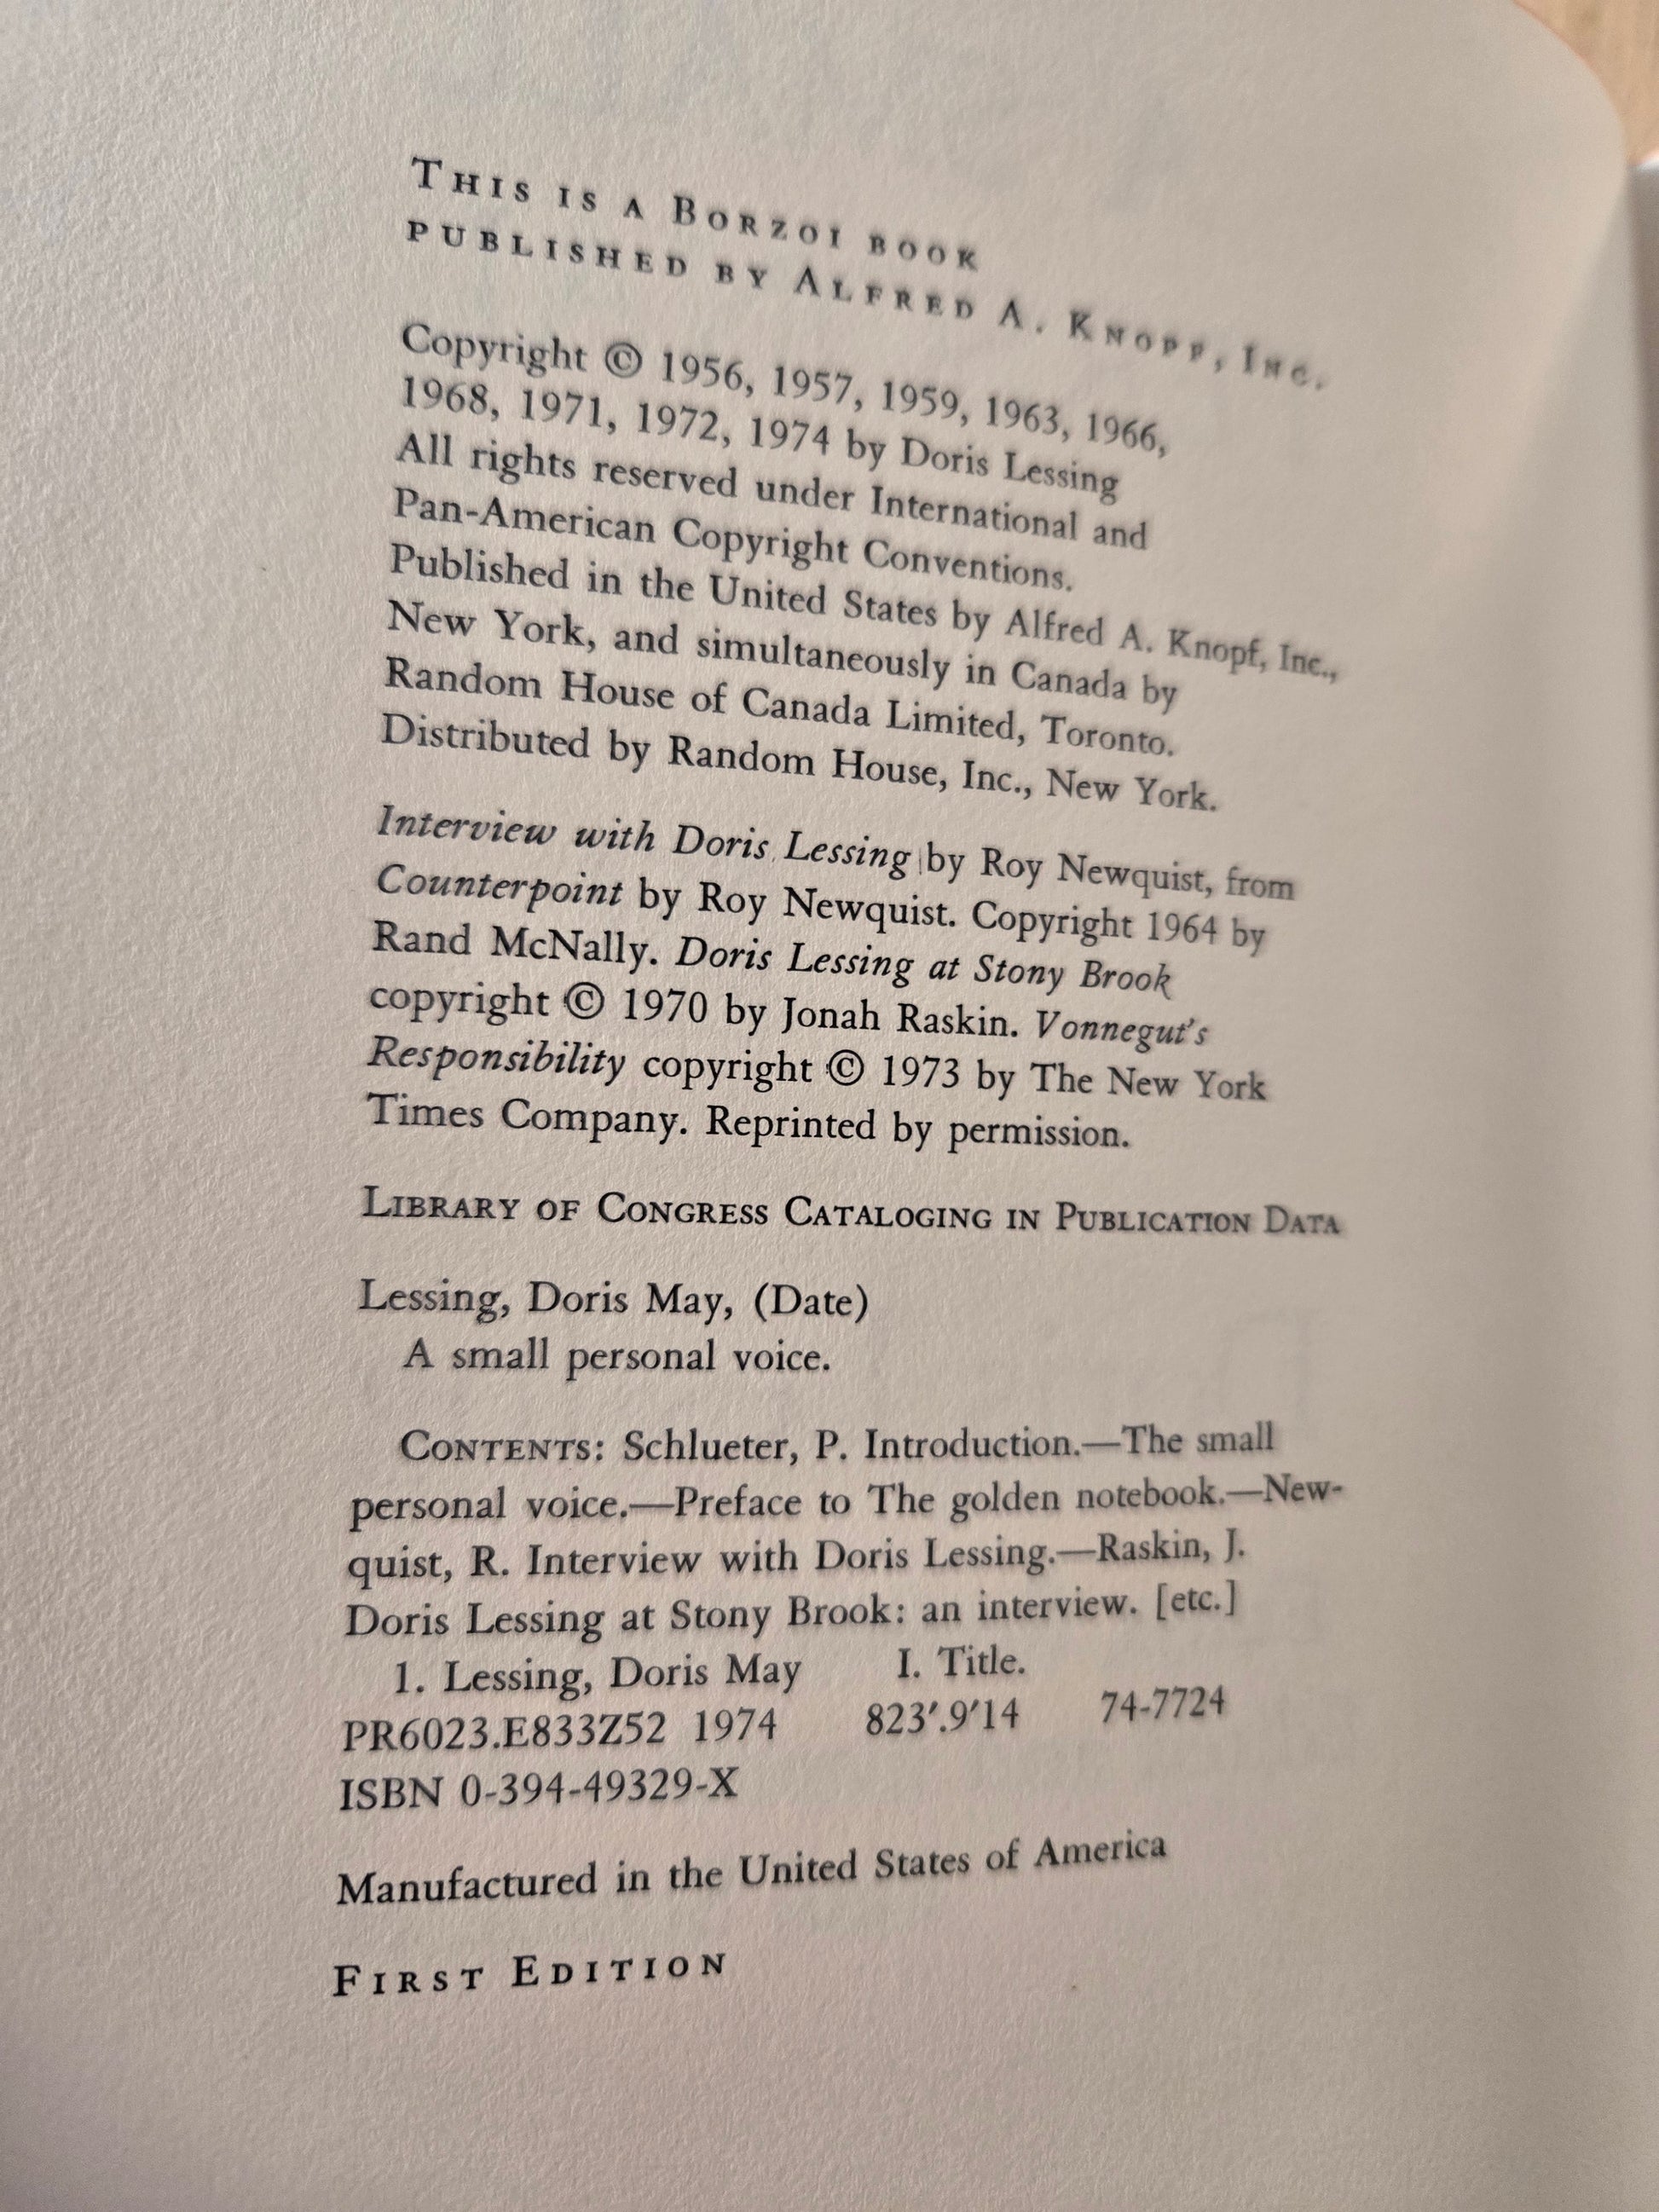 THIS IS A BORZOI BOOK
PUBLISHED BY ALFRED A. KNOPF, INC.
Copyright © 1956, 1957, 1959, 1963, 1966,
1968, 1971, 1972, 1974 by Doris Lessing
All rights reserved under International and
Pan-American Copyright Conventions.
Published in the United States by Alfred A. Knopf, Inc.,
New York, and simultaneously in Canada by
Random House of Canada Limited, Toronto.
Distributed by Random House, Inc., New York.
Interview with Doris Lessing by Roy Newquist, from
Counterpoint by Roy Newquist. Copyright 1964 by
Rand McNally. Doris Lessing at Stony Brook
copyright © 1970 by Jonah Raskin. Vonnegut's
Responsibility copyright © 1973 by The New York
Times Company. Reprinted by permission.
LIBRARY OF CONGRESS CATALOGING IN PUBLICATION DATA
Lessing, Doris May, (Date)
A small personal voice.
CONTENTS: Schlueter, P. Introduction.—The small
personal voice.—Preface to The golden notebook.—New-
quist, R. Interview with Doris Lessing.—Raskin, J.
Doris Lessing at Stony Brook: an interview. [etc.]
1. Lessing, Doris May I. Title.
PR6023.E833Z52 1974 823′.9′14 74-7724
ISBN 0-394-49329-X
Manufactured in the United States of America
FIRST EDITION